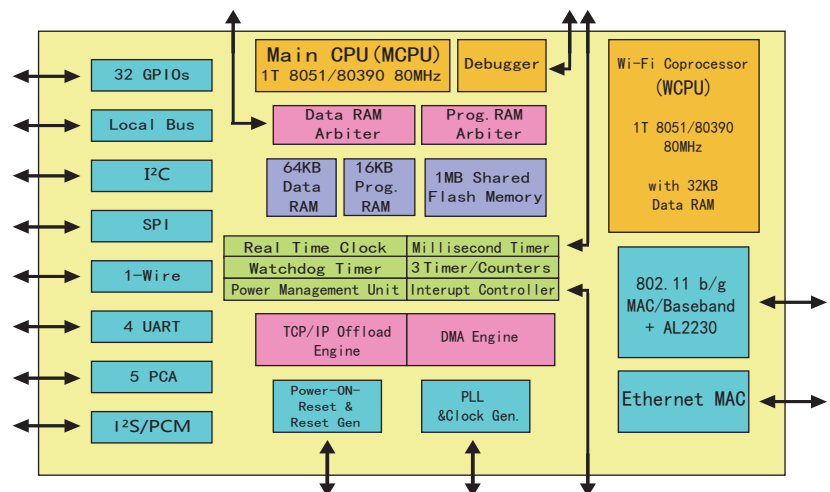 32 GPIOs
Local Bus
I²C
SPI
1-Wire
4 UART
5 PCA
I²S/PCM
Main CPU(MCPU)
1T 8051/80390 80MHz
Debugger
Data RAM
Arbiter
Prog.RAM
Arbiter
64KB
Data
RAM
16KB
Prog.
RAM
1MB Shared
Flash Memory
Real Time Clock
Millisecond Timer
Watchdog Timer
3 Timer/Counters
Power Management Unit
Interupt Controller
TCP/IP Offload
Engine
DMA Engine
Power-ON-
Reset &
Reset Gen
PLL
&Clock Gen.
Wi-Fi Coprocessor
(WCPU)
1T 8051/80390
80MHz
with 32KB
Data RAM
802.11 b/g
MAC/Baseband
+ AL2230
Ethernet MAC